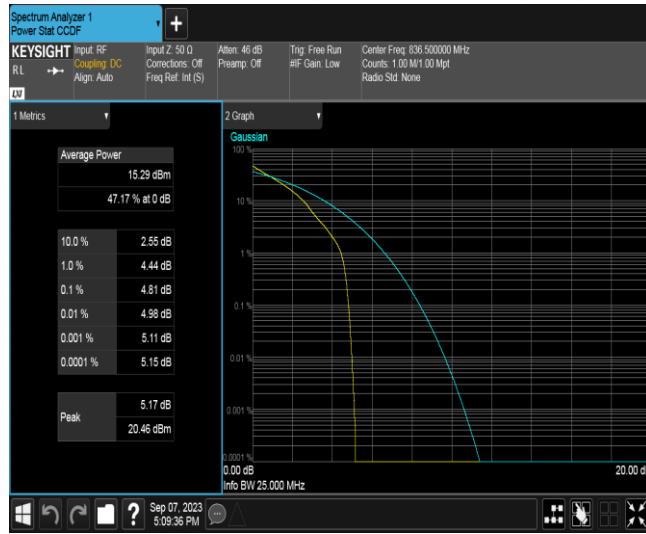 Spectrum Analyzer 1
Power Stat CCDF
+
KEYSIGHT
RL
LXI
Input: RF
Coupling: DC
Align: Auto
Input Z: 50 Ω
Corrections: Off
Freq Ref: Int (S)
Atten: 46 dB
Preamp: Off
Trig: Free Run
#IF Gain: Low
Center Freq: 836.500000 MHz
Counts: 1.00 M/1.00 Mpt
Radio Std: None
1 Metrics
Average Power
15.29 dBm
47.17 % at 0 dB
10.0 % 2.55 dB
1.0 % 4.44 dB
0.1 % 4.81 dB
0.01 % 4.98 dB
0.001 % 5.11 dB
0.0001 % 5.15 dB
Peak
5.17 dB
20.46 dBm
2 Graph
Gaussian
100 %
10 %
1 %
0.1 %
0.01 %
0.001 %
0.0001 %
0.00 dB
20.00 d
Info BW 25.000 MHz
?
Sep 07, 2023
5:09:36 PM